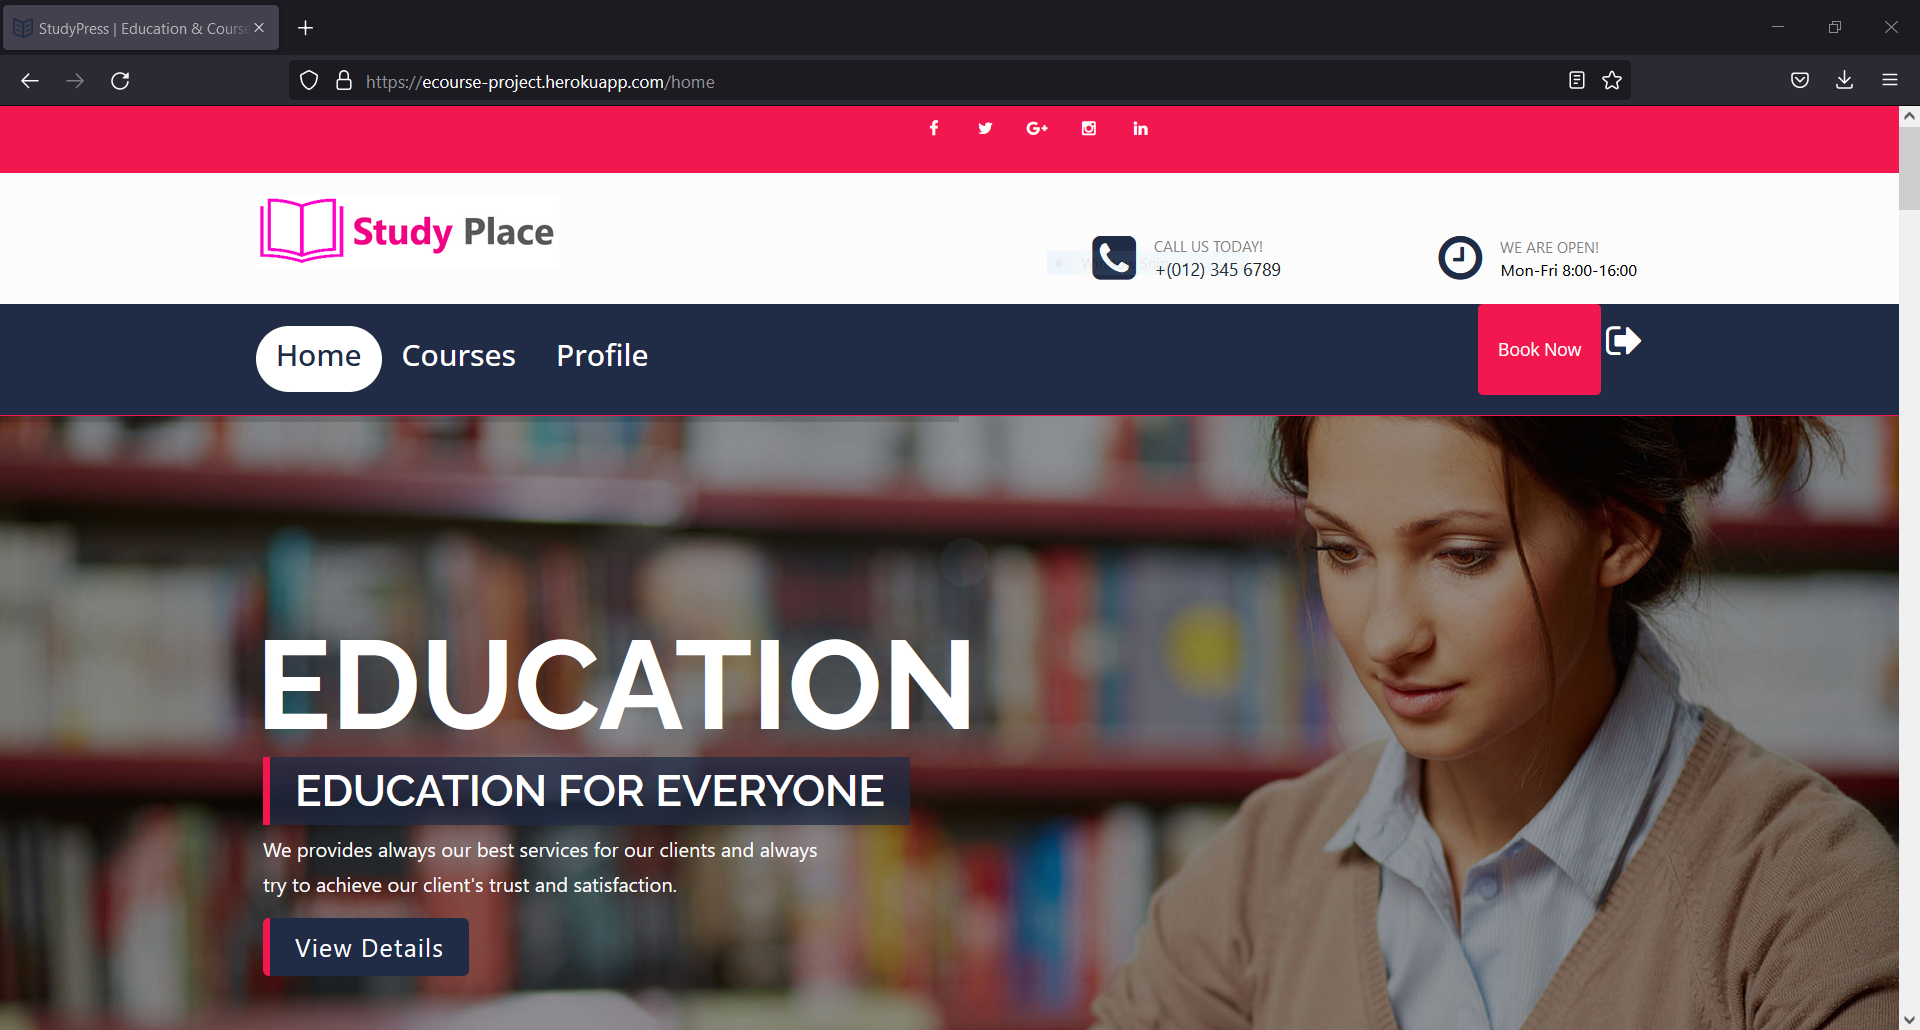 StudyPress | Education & Course
https://ecourse-project.herokuapp.com/home
Study Place
CALL US TODAY!
+(012) 345 6789
WE ARE OPEN!
Mon-Fri 8:00-16:00
Home Courses Profile
Book Now
EDUCATION
EDUCATION FOR EVERYONE
We provides always our best services for our clients and always
try to achieve our client's trust and satisfaction.
View Details